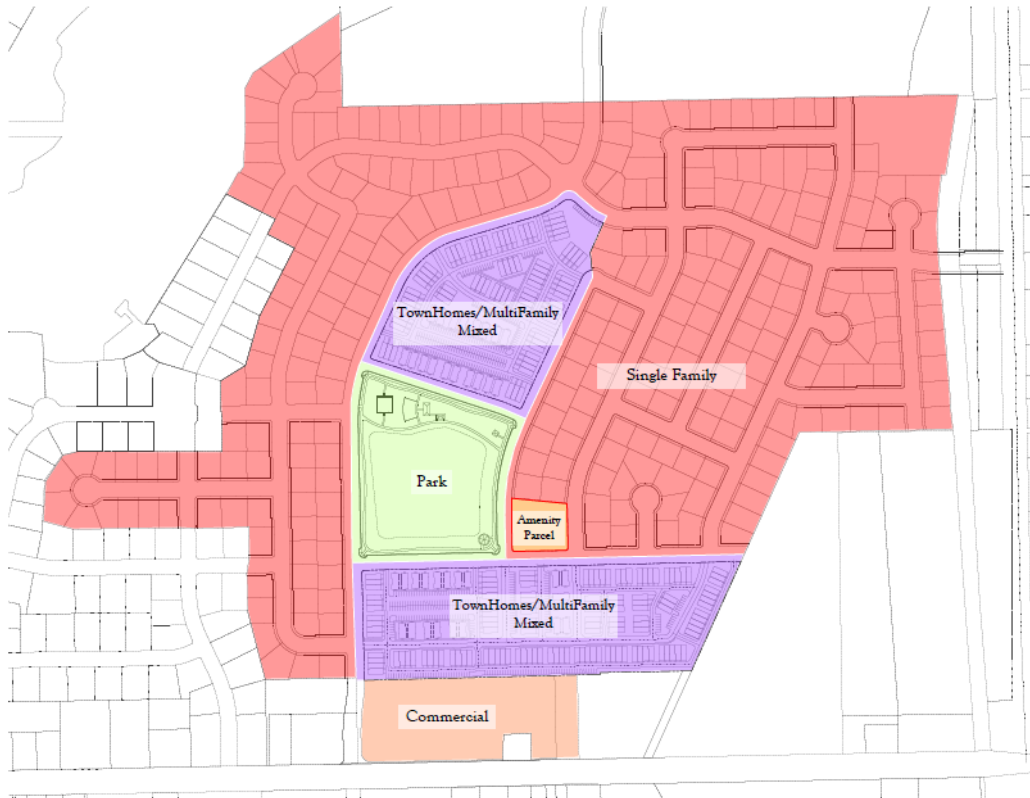 TownHomes/MultiFamily
Mixed
Single Family
Park
Amenity
Parcel
TownHomes/MultiFamily
Mixed
Commercial